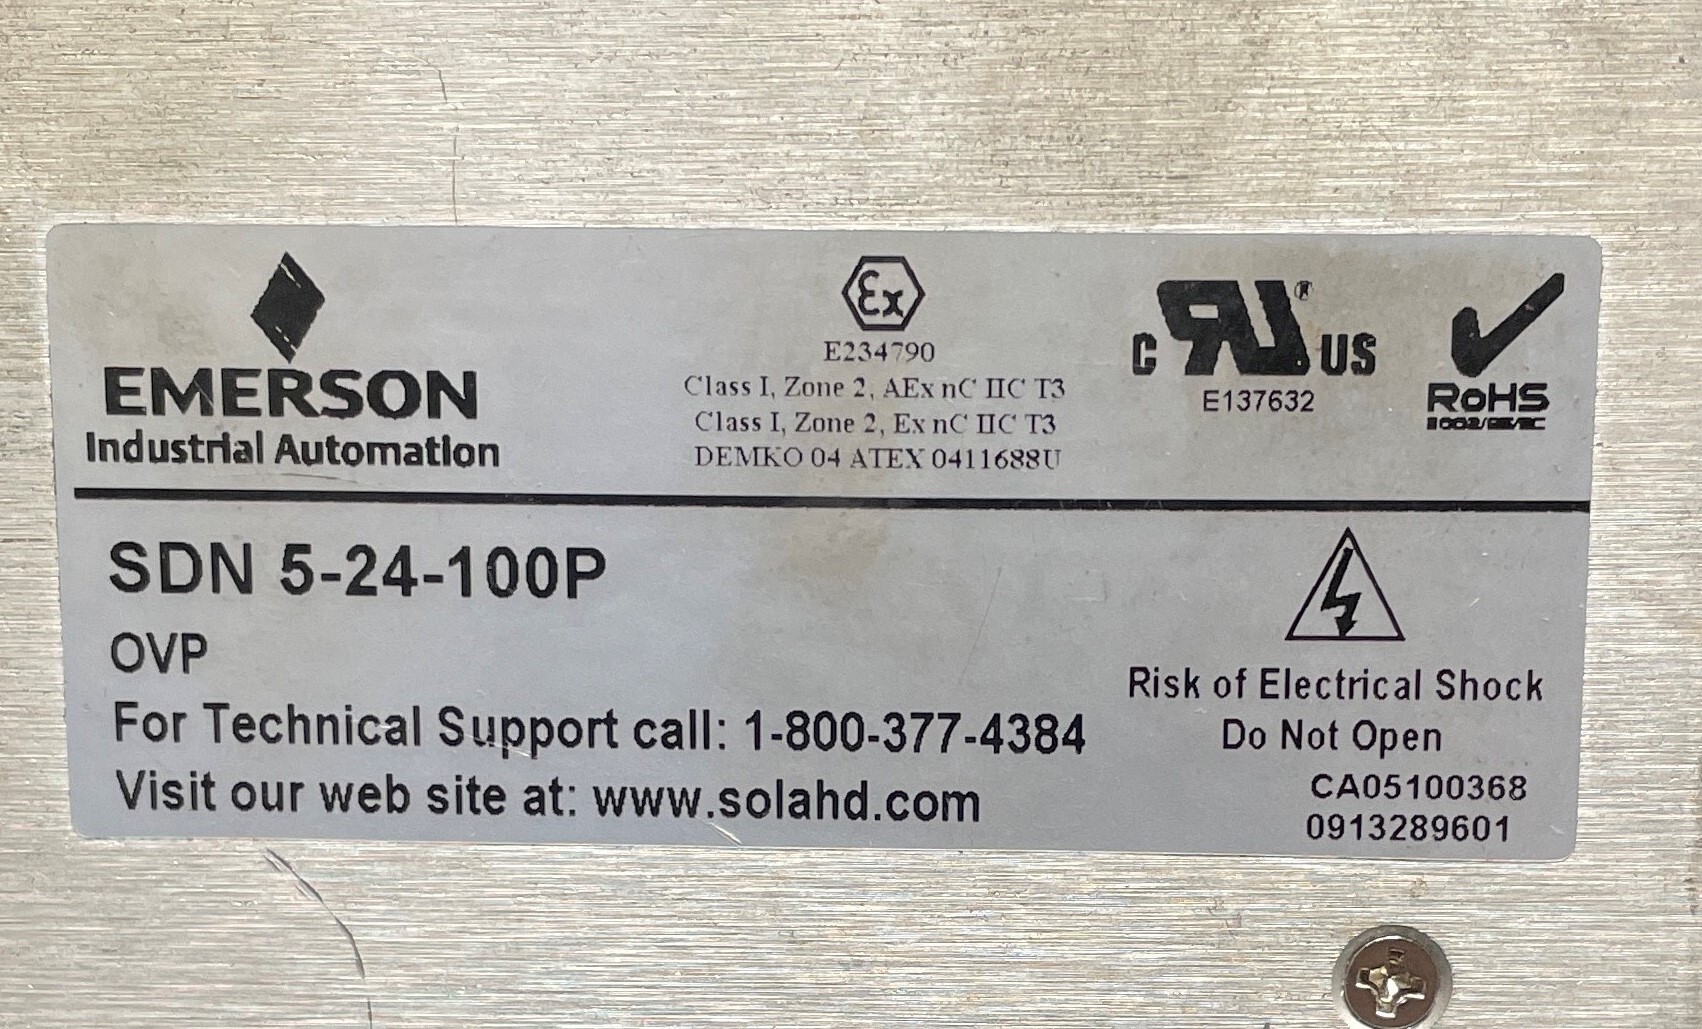 Ex
E234790
Class I, Zone 2, AEx nC IIC T3
Class I, Zone 2, Ex nC IIC T3
DEMKO 04 ATEX 0411688U
EMERSON
Industrial Automation
C RU® US
E137632
RoHS
SDN 5-24-100P
OVP
For Technical Support call: 1-800-377-4384
Visit our web site at: www.solahd.com
Risk of Electrical Shock
Do Not Open
CA05100368
0913289601